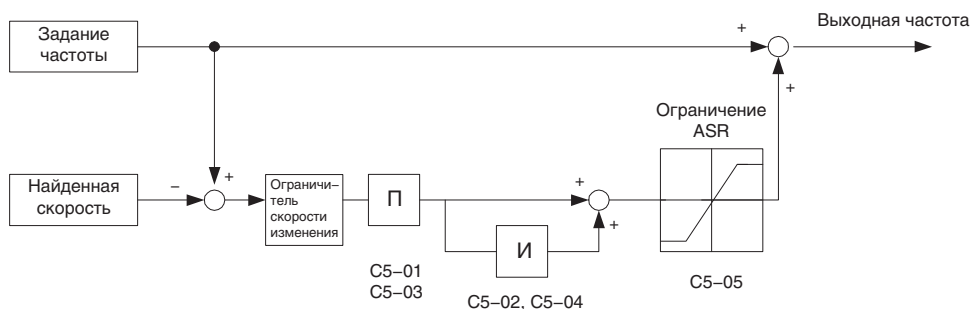 Задание
частоты
+
Выходная частота
+
Ограничение
ASR
Найденная
скорость
−
+
Ограничи−
тель
скорости
изменения
П
+
+
И
C5−01
C5−03
C5−02, C5−04
C5−05